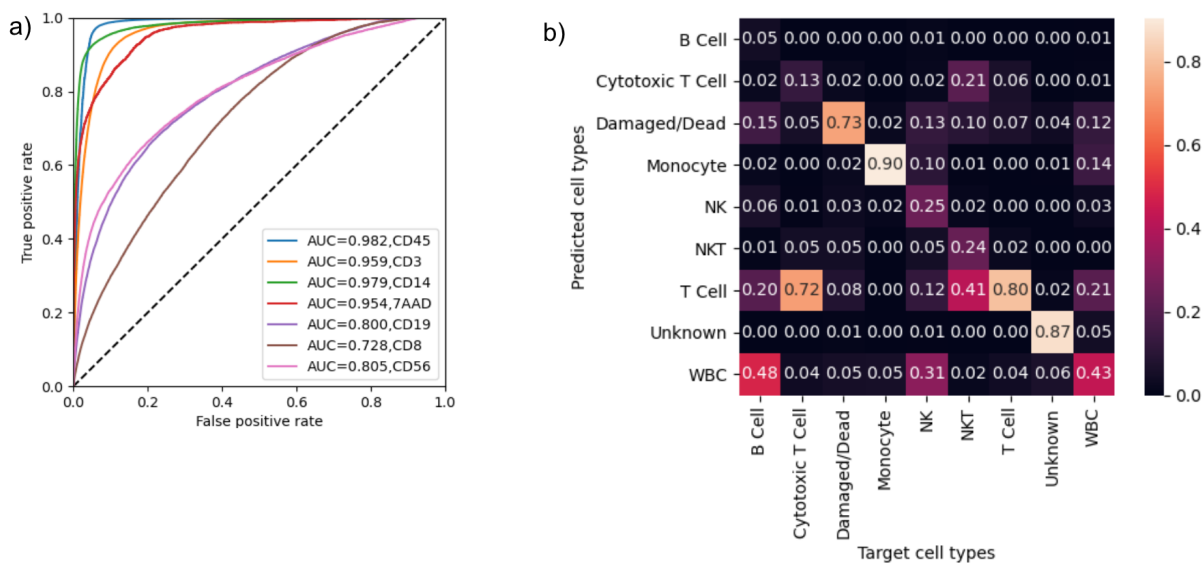 a)
1.0
0.8
0.6
0.4
0.2
0.0
0.0 0.2 0.4 0.6 0.8 1.0
True positive rate
False positive rate
AUC=0.982,CD45
AUC=0.959,CD3
AUC=0.979,CD14
AUC=0.954,7AAD
AUC=0.800,CD19
AUC=0.728,CD8
AUC=0.805,CD56
b)
Predicted cell types
B Cell 0.05 0.00 0.00 0.00 0.01 0.00 0.00 0.00 0.01
Cytotoxic T Cell 0.02 0.13 0.02 0.00 0.02 0.21 0.06 0.00 0.01
Damaged/Dead 0.15 0.05 0.73 0.02 0.13 0.10 0.07 0.04 0.12
Monocyte 0.02 0.00 0.02 0.90 0.10 0.01 0.00 0.01 0.14
NK 0.06 0.01 0.03 0.02 0.25 0.02 0.00 0.00 0.03
NKT 0.01 0.05 0.05 0.00 0.05 0.24 0.02 0.00 0.00
T Cell 0.20 0.72 0.08 0.00 0.12 0.41 0.80 0.02 0.21
Unknown 0.00 0.00 0.01 0.00 0.01 0.00 0.00 0.87 0.05
WBC 0.48 0.04 0.05 0.05 0.31 0.02 0.04 0.06 0.43
B Cell
Cytotoxic T Cell
Damaged/Dead
Monocyte
NK
NKT
T Cell
Unknown
WBC
Target cell types
0.8
0.6
0.4
0.2
0.0